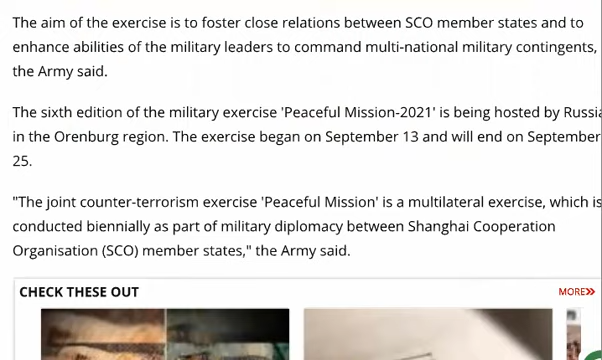 The aim of the exercise is to foster close relations between SCO member states and to
enhance abilities of the military leaders to command multi-national military contingents,
the Army said.
The sixth edition of the military exercise 'Peaceful Mission-2021' is being hosted by Russia
in the Orenburg region. The exercise began on September 13 and will end on September
25.
"The joint counter-terrorism exercise 'Peaceful Mission' is a multilateral exercise, which is
conducted biennially as part of military diplomacy between Shanghai Cooperation
Organisation (SCO) member states," the Army said.
CHECK THESE OUT
MORE»